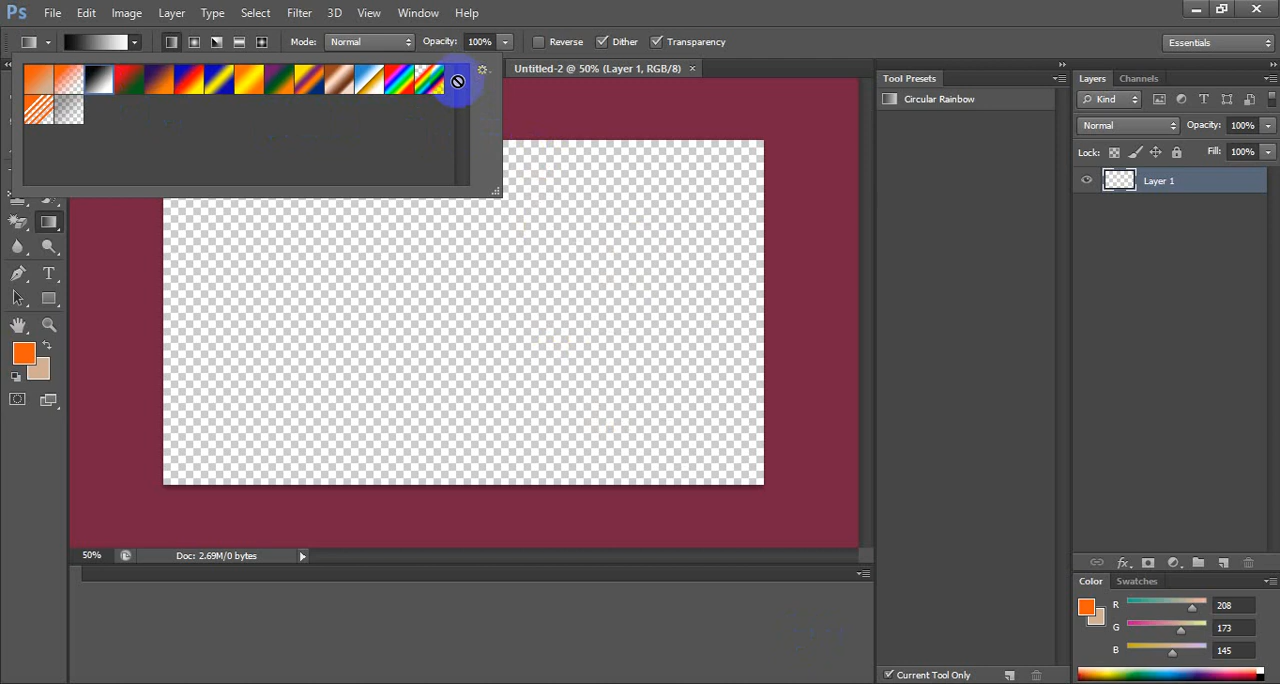 Ps File Edit Image Layer Type Select Filter 3D View Window Help
Mode: Normal Opacity: 100% Reverse Dither Transparency Essentials
Untitled-2 @ 50% (Layer 1, RGB/8) ×
Tool Presets
Circular Rainbow
Layers Channels
Kind
Normal Opacity: 100%
Lock: Fill: 100%
Layer 1
50% Doc: 2.69M/0 bytes
Color Swatches
R 208
G 173
B 145
Current Tool Only